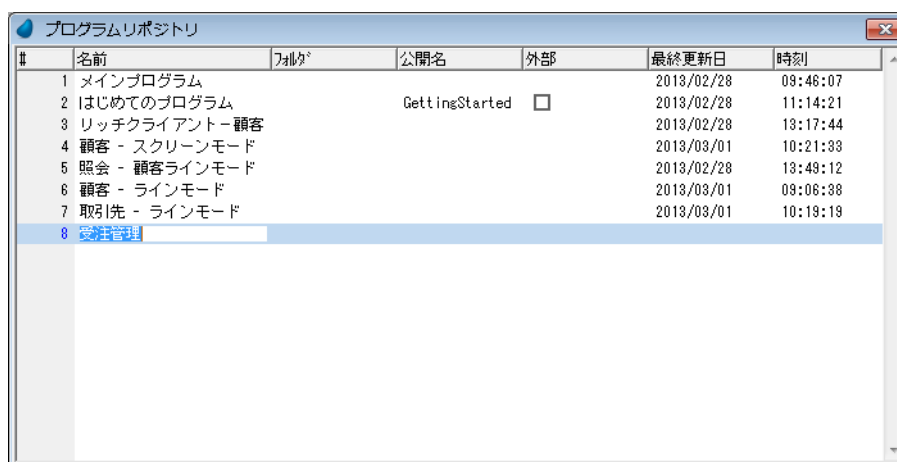 プログラムリポジトリ
# 名前 ﾌｫﾙﾀﾞ 公開名 外部 最終更新日 時刻
1 メインプログラム 2013/02/28 09:46:07
2 はじめてのプログラム GettingStarted 2013/02/28 11:14:21
3 リッチクライアントー顧客 2013/02/28 13:17:44
4 顧客 - スクリーンモード 2013/03/01 10:21:33
5 照会 - 顧客ラインモード 2013/02/28 13:49:12
6 顧客 - ラインモード 2013/03/01 09:06:38
7 取引先 - ラインモード 2013/03/01 10:19:19
8 受注管理